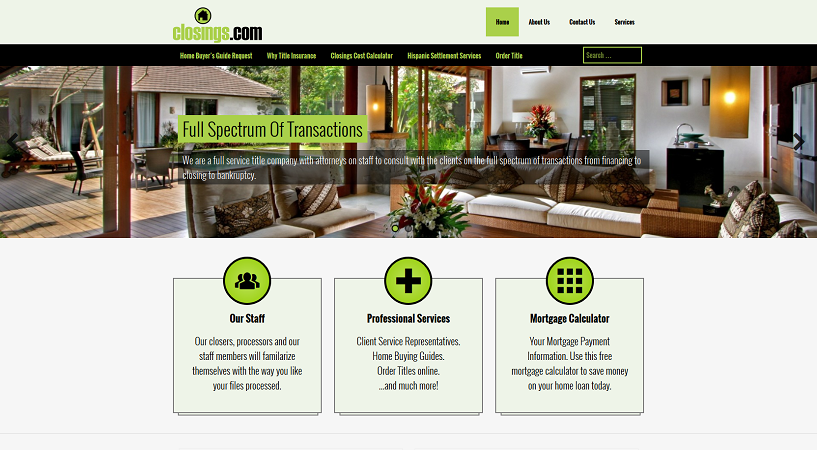 closings.com
Home About Us Contact Us Services
Home Buyer's Guide Request Why Title Insurance Closings Cost Calculator Hispanic Settlement Services Order Title
Search ...
Full Spectrum Of Transactions
We are a full service title company with attorneys on staff to consult with the clients on the full spectrum of transactions from financing to
closing to bankruptcy.
Our Staff
Our closers, processors and our
staff members will familarize
themselves with the way you like
your files processed.
Professional Services
Client Service Representatives.
Home Buying Guides.
Order Titles online.
...and much more!
Mortgage Calculator
Your Mortgage Payment
Information. Use this free
mortgage calculator to save money
on your home loan today.